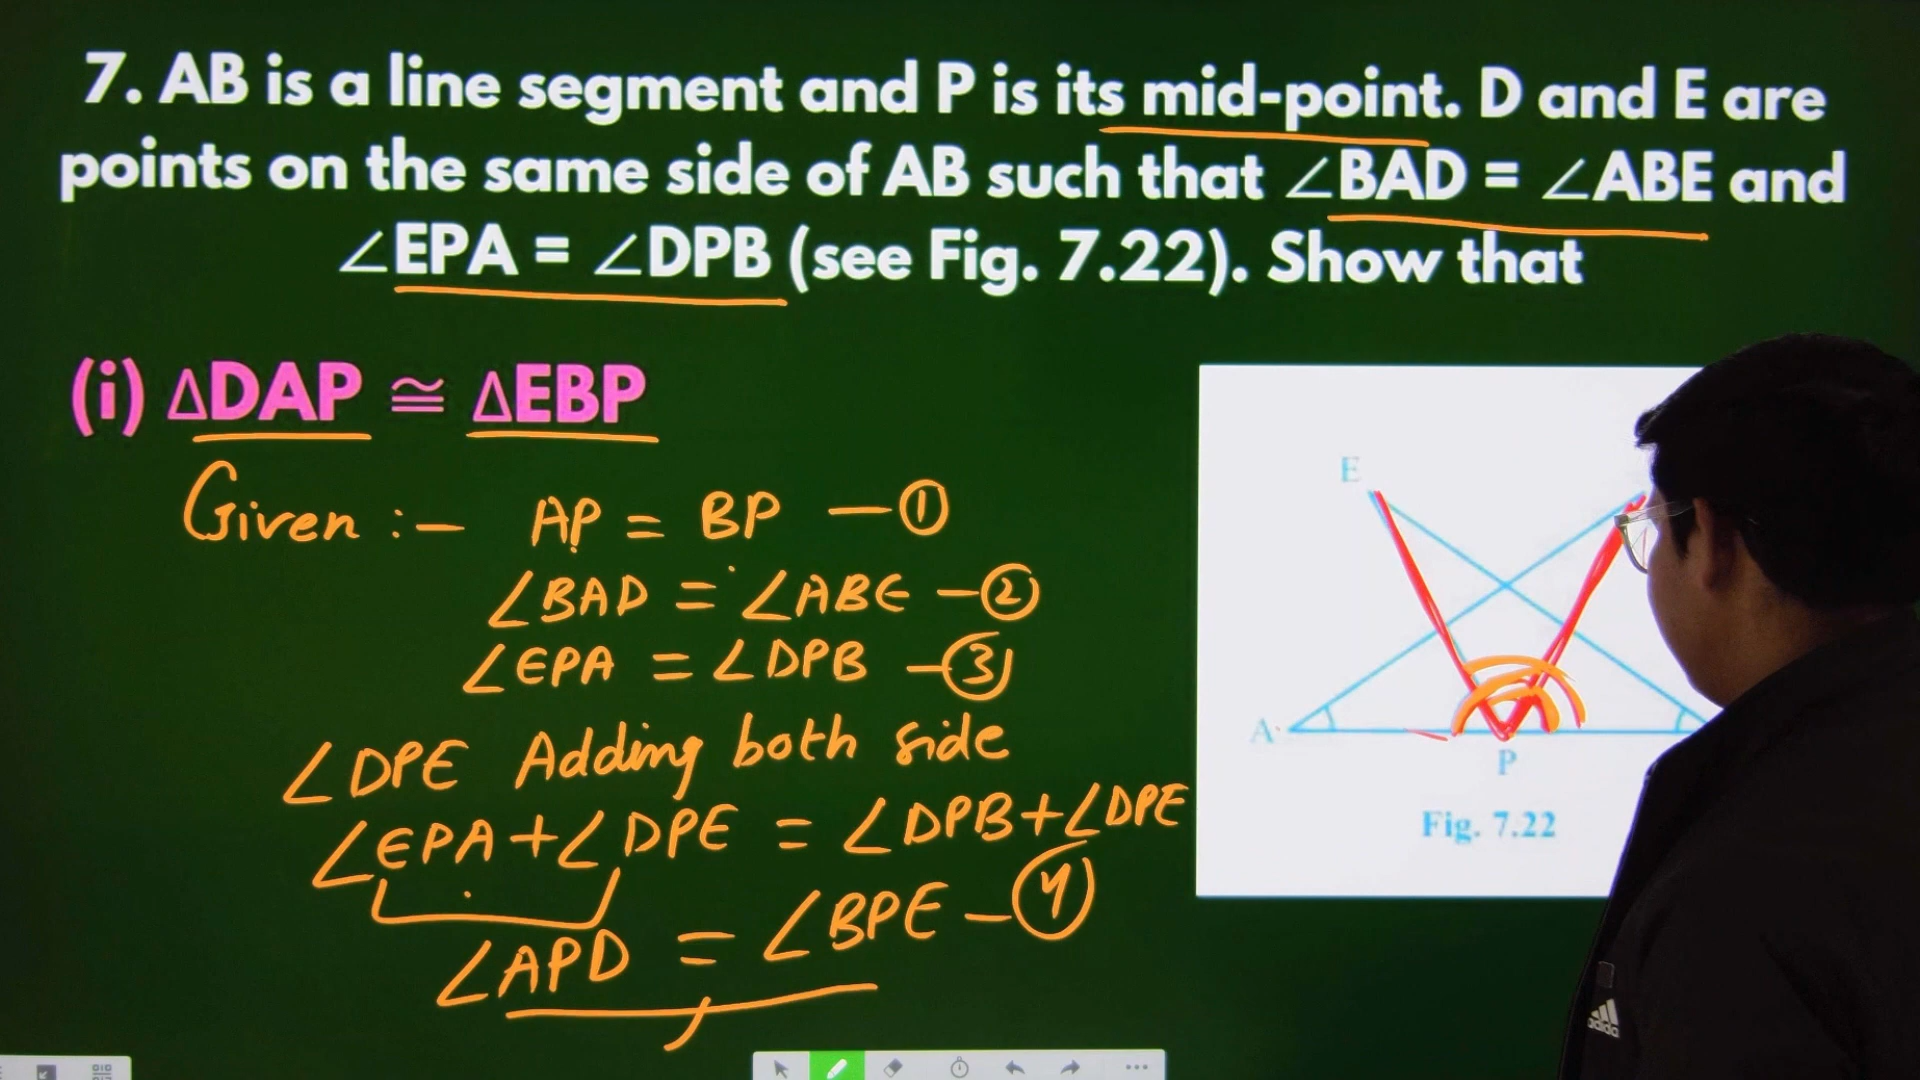 7. AB is a line segment and P is its mid-point. D and E are
points on the same side of AB such that ∠BAD = ∠ABE and
∠EPA = ∠DPB (see Fig. 7.22). Show that
(i) ΔDAP ≅ ΔEBP
Given :- AP = BP — ①
∠BAD = ∠ABE — ②
∠EPA = ∠DPB — ③
∠DPE Adding both side
∠EPA + ∠DPE = ∠DPB + ∠DPE
∠APD = ∠BPE — ④
E
A
P
Fig. 7.22
adidas